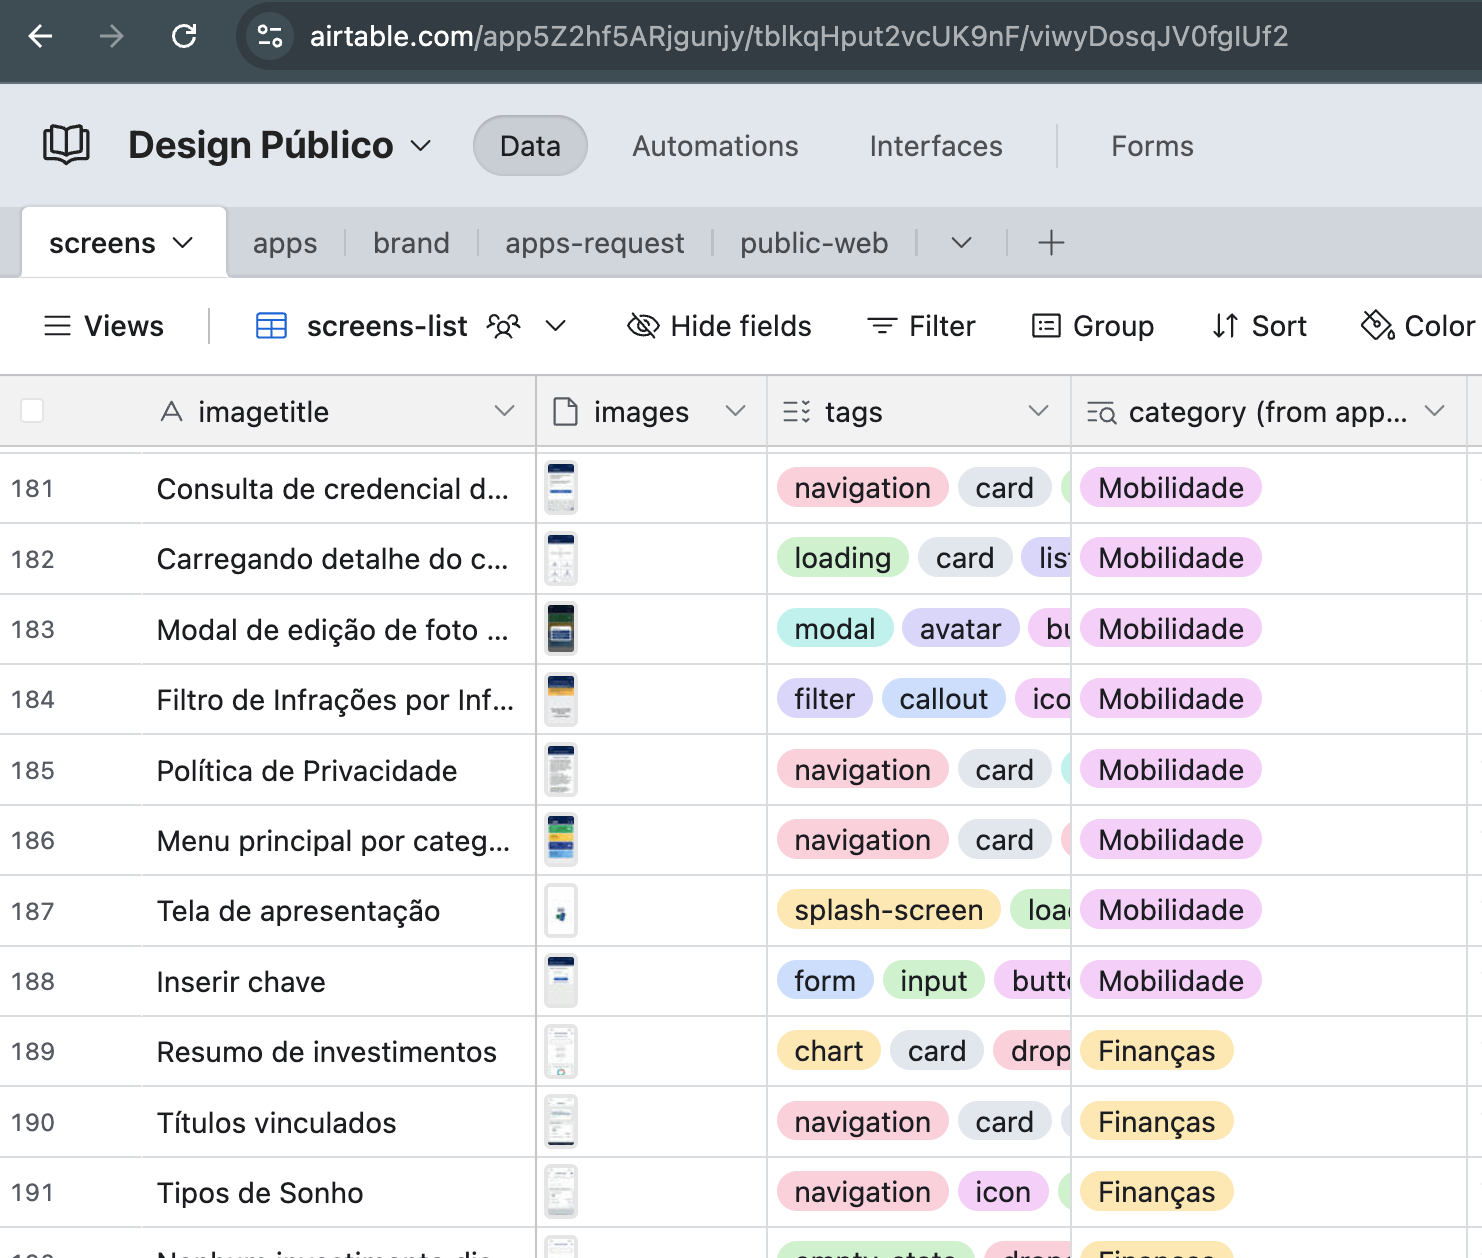 airtable.com/app5Z2hf5ARjgunjy/tblkqHput2vcUK9nF/viwyDosqJV0fglUf2
Design Público Data Automations Interfaces Forms
screens apps brand apps-request public-web
Views screens-list Hide fields Filter Group Sort Color
imagetitle images tags category (from app...
181 Consulta de credencial d... navigation card Mobilidade
182 Carregando detalhe do c... loading card list Mobilidade
183 Modal de edição de foto ... modal avatar bu Mobilidade
184 Filtro de Infrações por Inf... filter callout ico Mobilidade
185 Política de Privacidade navigation card Mobilidade
186 Menu principal por categ... navigation card Mobilidade
187 Tela de apresentação splash-screen loa Mobilidade
188 Inserir chave form input butt Mobilidade
189 Resumo de investimentos chart card drop Finanças
190 Títulos vinculados navigation card Finanças
191 Tipos de Sonho navigation icon Finanças